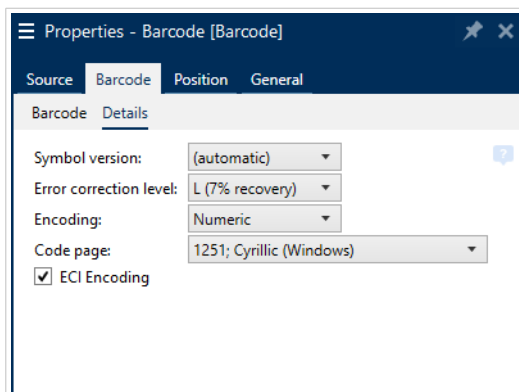 Properties - Barcode [Barcode]
Source Barcode Position General
Barcode Details
Symbol version: (automatic)
?
Error correction level: L (7% recovery)
Encoding: Numeric
Code page: 1251; Cyrillic (Windows)
ECI Encoding